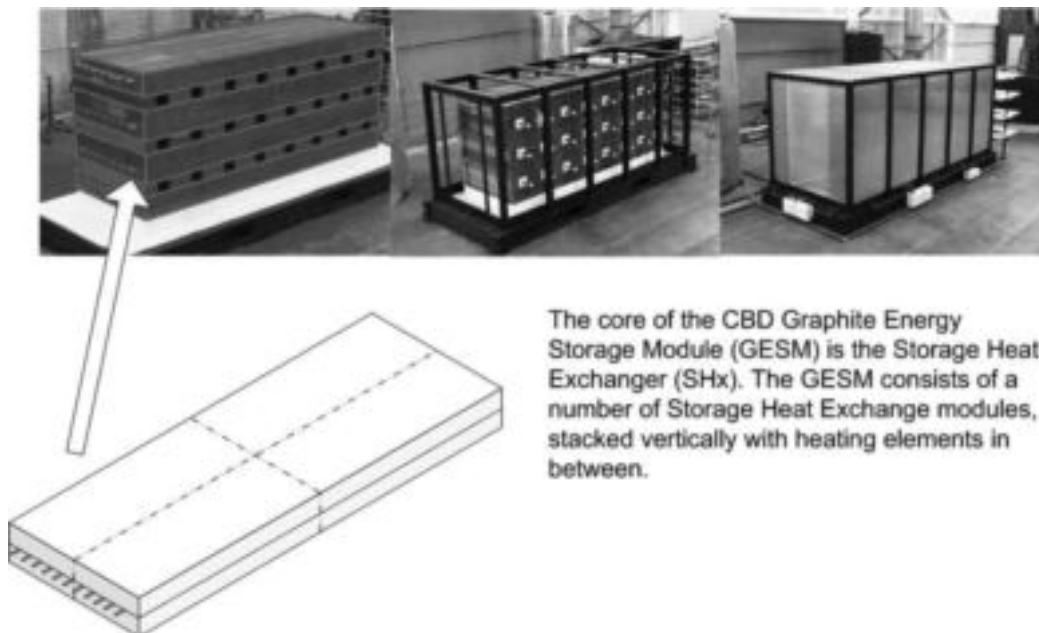 The core of the CBD Graphite Energy
Storage Module (GESM) is the Storage Heat
Exchanger (SHx). The GESM consists of a
number of Storage Heat Exchange modules,
stacked vertically with heating elements in
between.